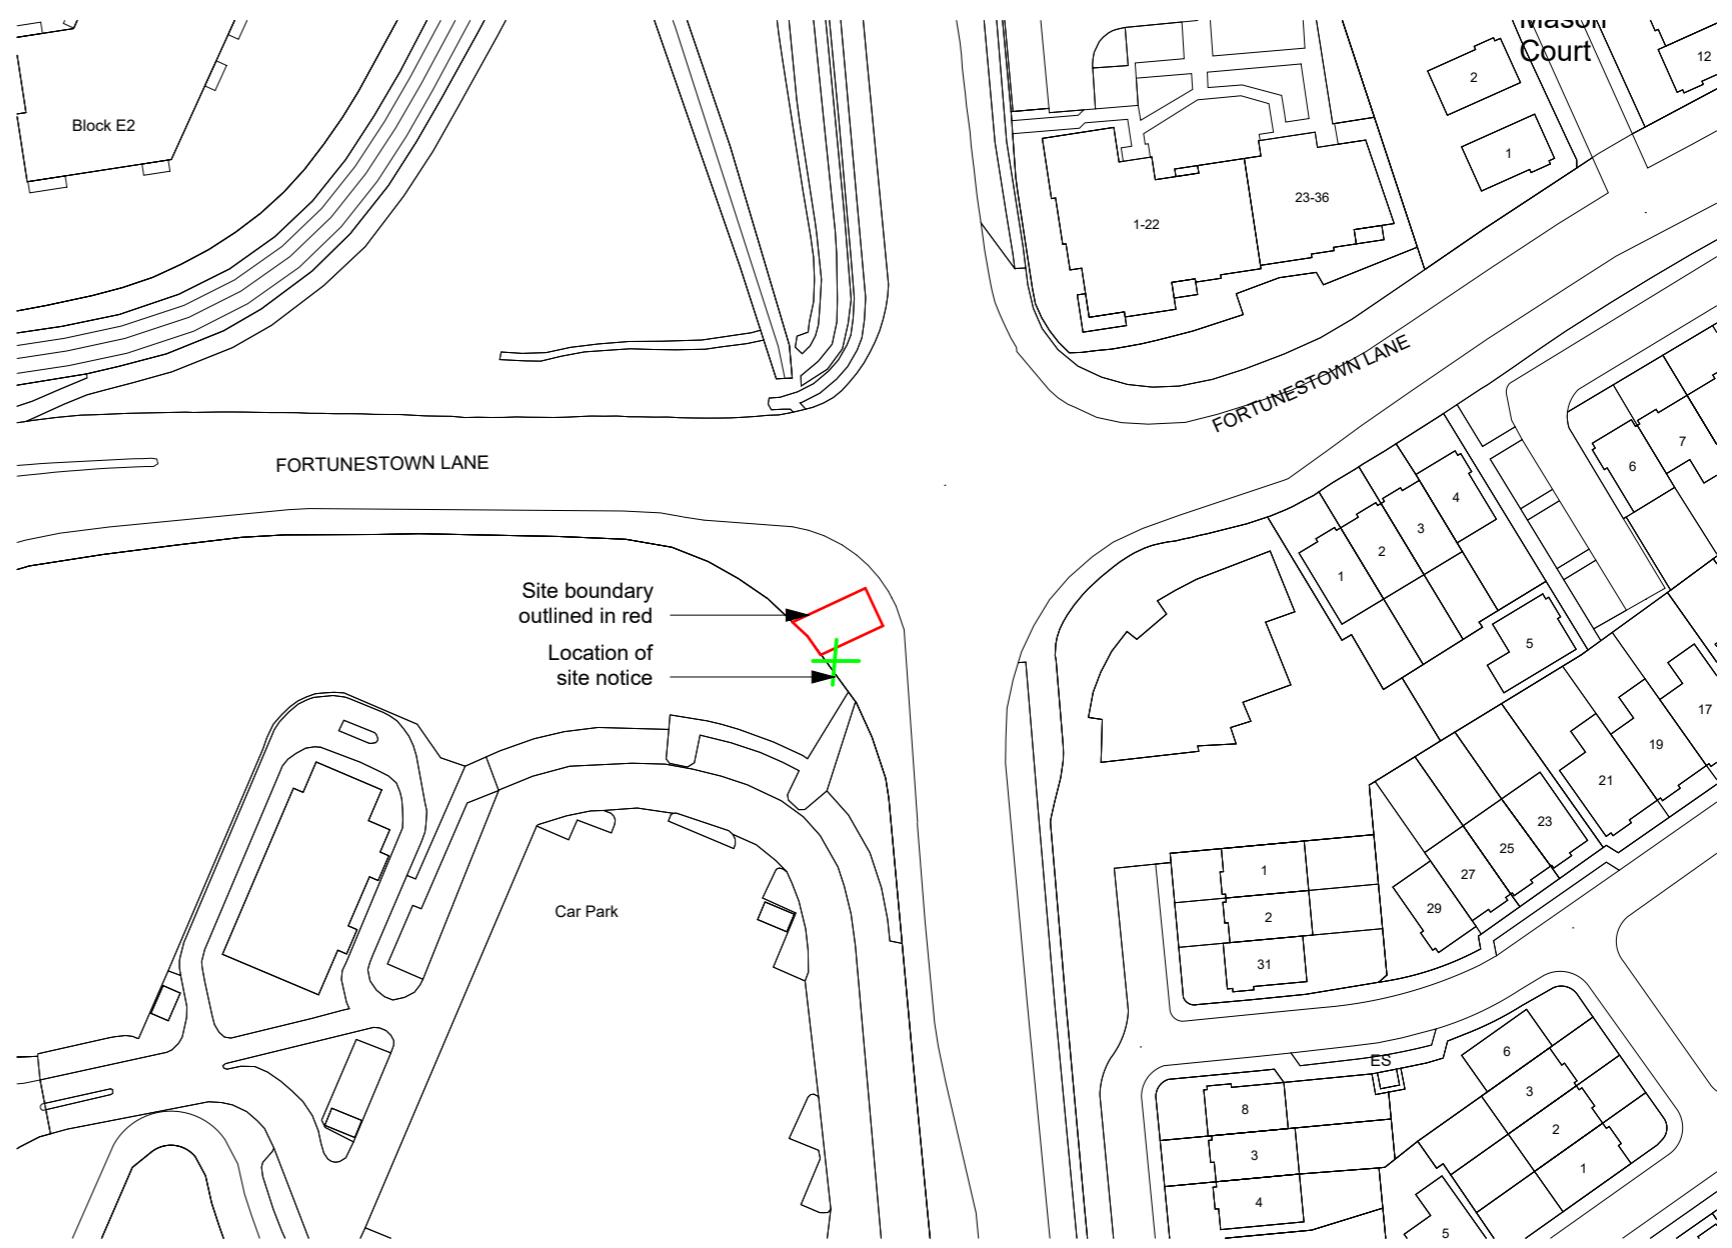 Mason
Court
12
2
Block E2
1
23-36
1-22
FORTUNESTOWN LANE
FORTUNESTOWN LANE
7
6
4
3
2
1
Site boundary
outlined in red
5
Location of
site notice
17
19
21
23
25
1
27
Car Park
29
2
31
6
ES
3
8
2
3
1
4
5